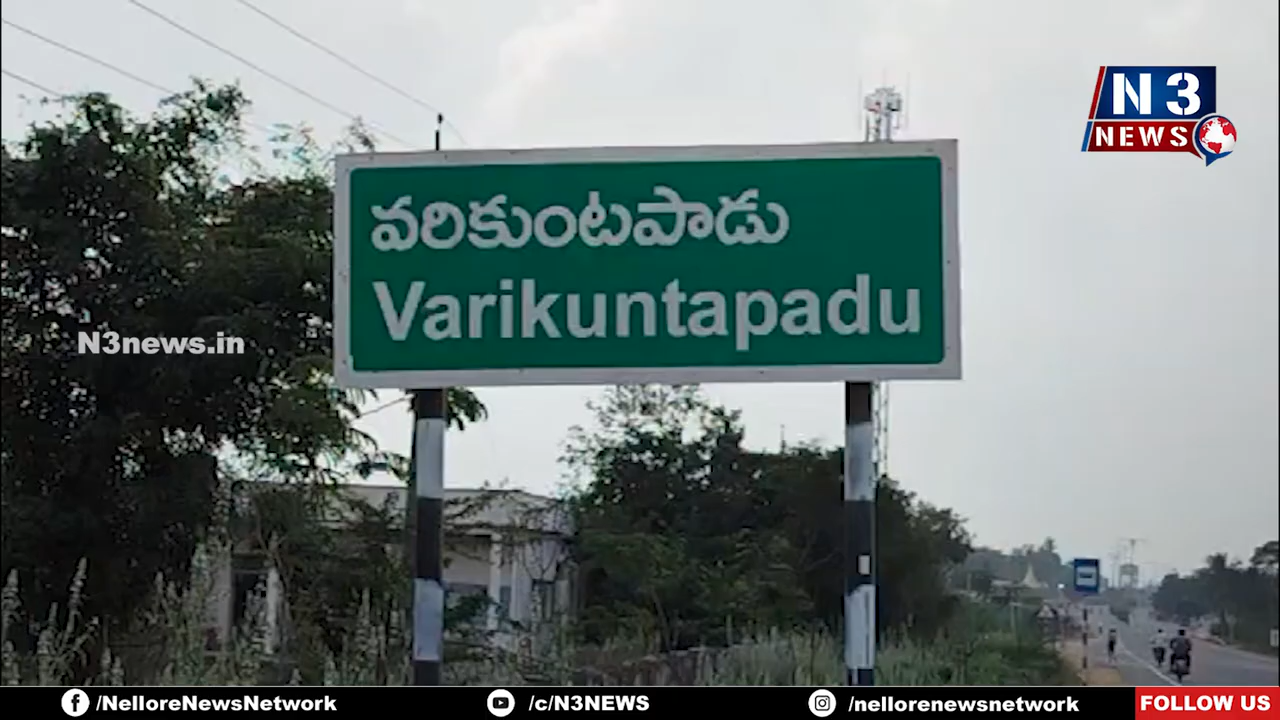 N3
NEWS
వరికుంటపాడు
Varikuntapadu
N3news.in
/NelloreNewsNetwork
/c/N3NEWS
/nellorenewsnetwork
FOLLOW US